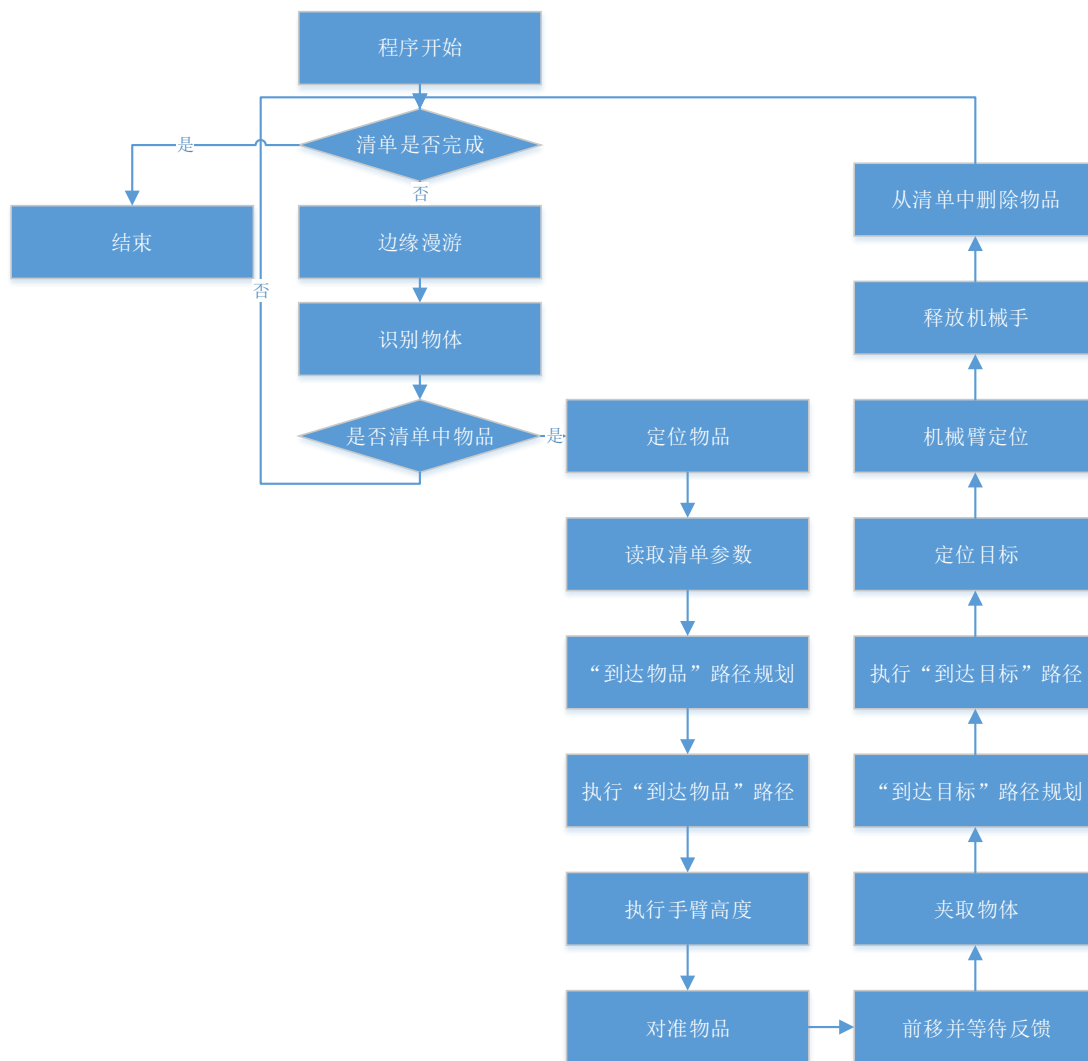 程序开始
清单是否完成
是
否
结束
边缘漫游
否
识别物体
是否清单中物品
是
定位物品
读取清单参数
“到达物品”路径规划
执行“到达物品”路径
执行手臂高度
对准物品
前移并等待反馈
夹取物体
“到达目标”路径规划
执行“到达目标”路径
定位目标
机械臂定位
释放机械手
从清单中删除物品